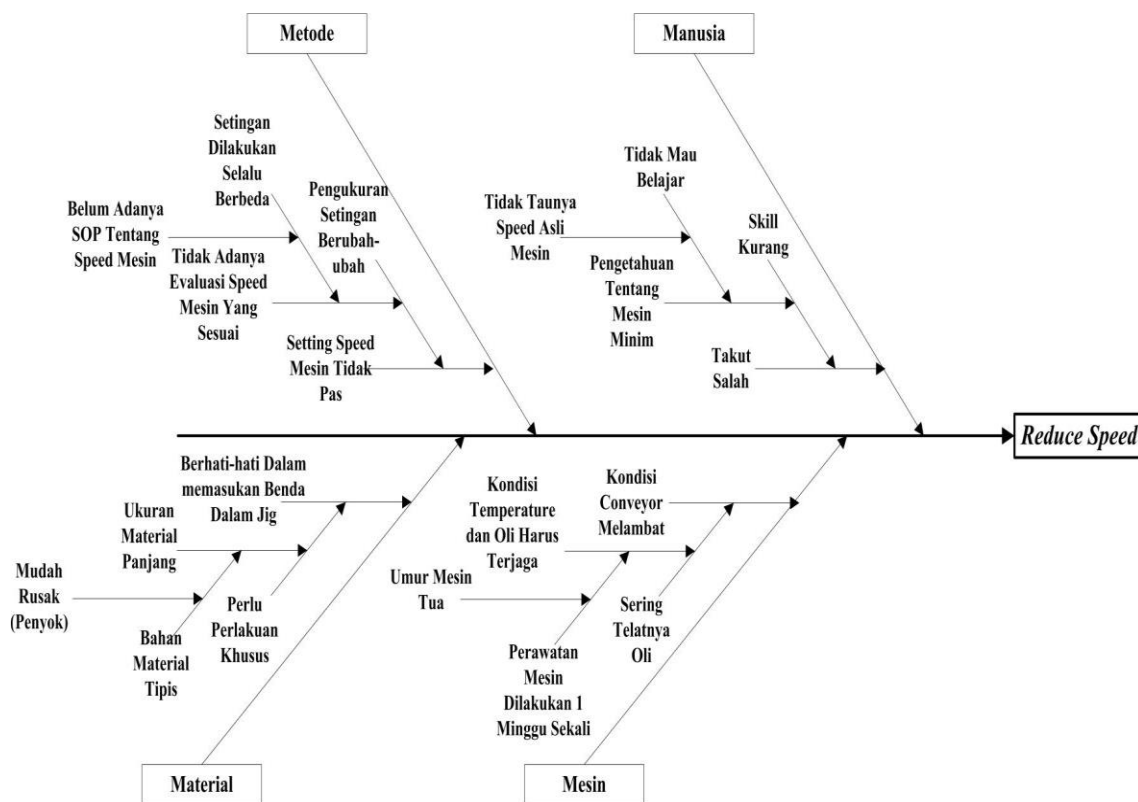 Metode
Manusia
Setingan
Dilakukan
Selalu
Berbeda
Pengukuran
Setingan
Berubah-
ubah
Belum Adanya
SOP Tentang
Speed Mesin
Tidak Adanya
Evaluasi Speed
Mesin Yang
Sesuai
Setting Speed
Mesin Tidak
Pas
Tidak Mau
Belajar
Tidak Taunya
Speed Asli
Mesin
Skill
Kurang
Pengetahuan
Tentang
Mesin
Minim
Takut
Salah
Reduce Speed
Berhati-hati Dalam
memasukan Benda
Dalam Jig
Ukuran
Material
Panjang
Mudah
Rusak
(Penyok)
Perlu
Perlakuan
Khusus
Bahan
Material
Tipis
Kondisi
Temperature
dan Oli Harus
Terjaga
Kondisi
Conveyor
Melambat
Umur Mesin
Tua
Sering
Telatnya
Oli
Perawatan
Mesin
Dilakukan 1
Minggu Sekali
Material
Mesin